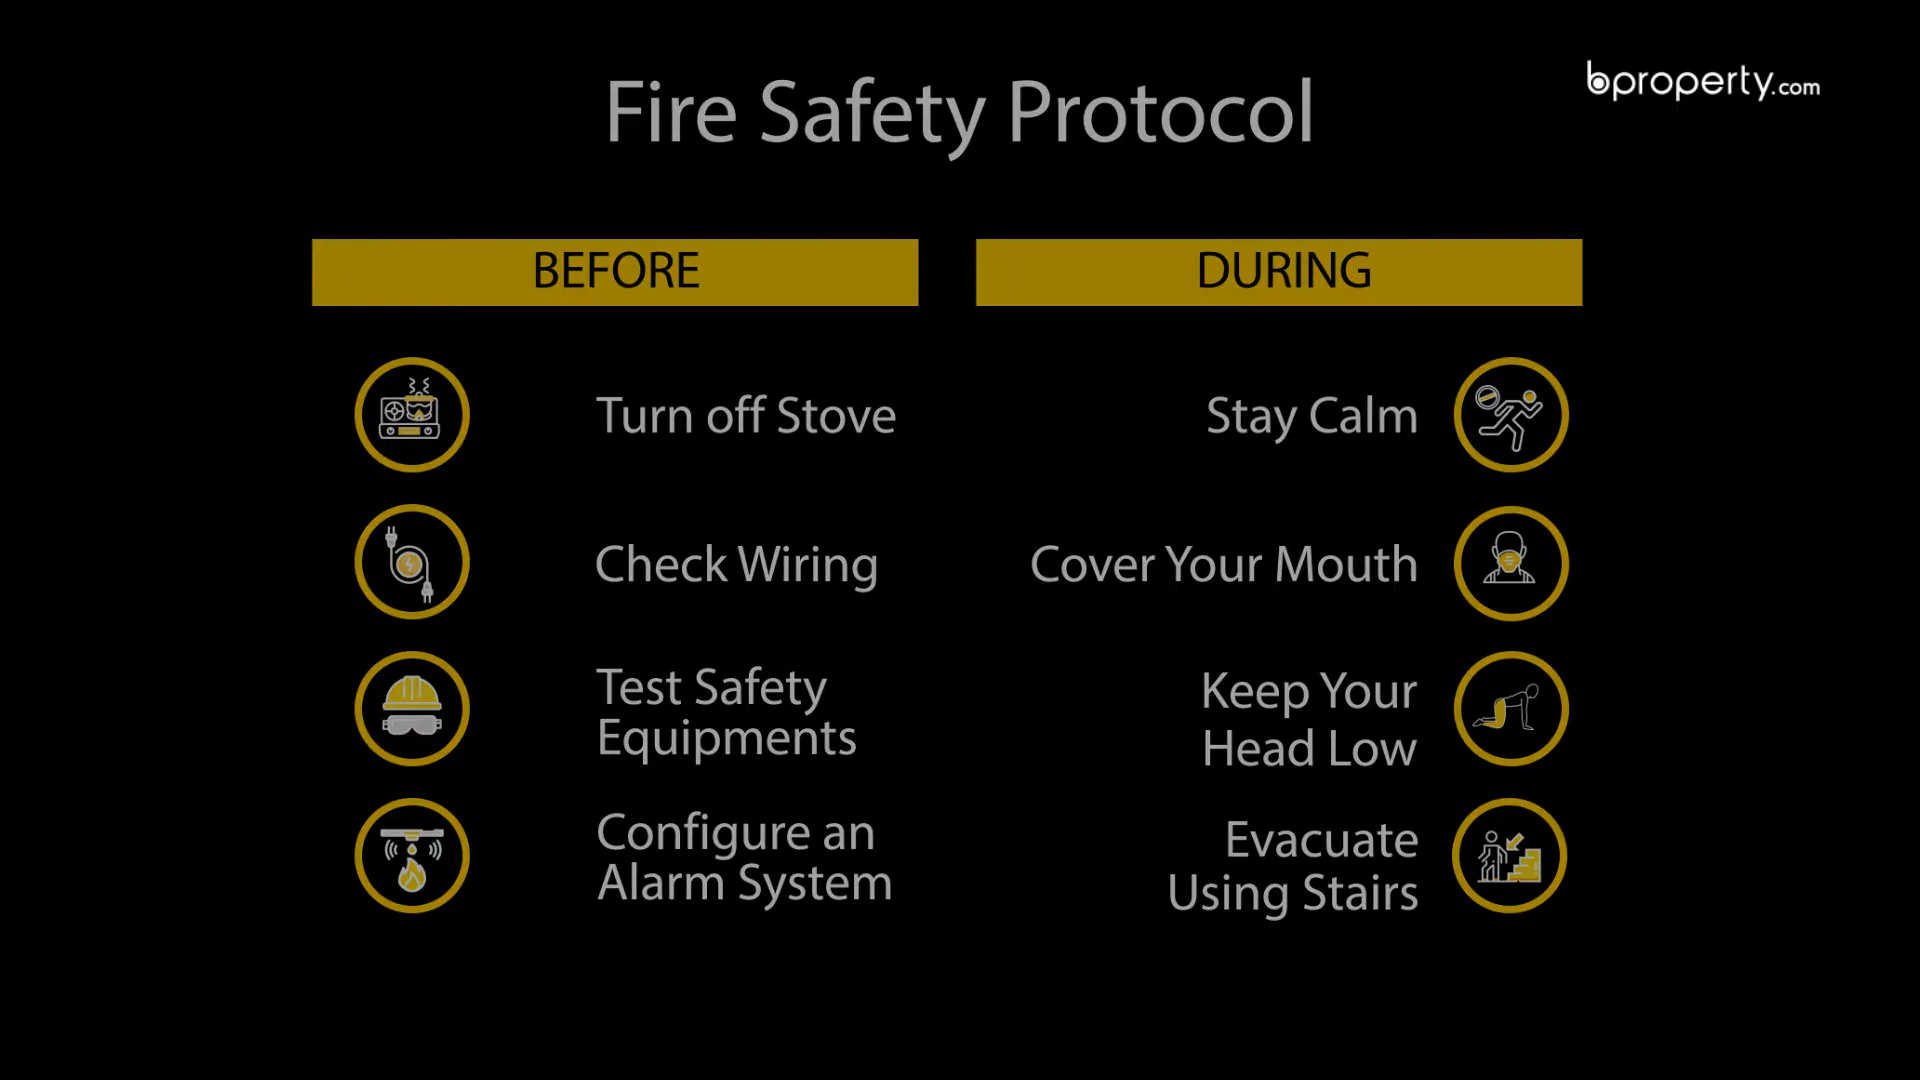 bproperty.com
Fire Safety Protocol
BEFORE
Turn off Stove
Check Wiring
Test Safety
Equipments
Configure an
Alarm System
DURING
Stay Calm
Cover Your Mouth
Keep Your
Head Low
Evacuate
Using Stairs